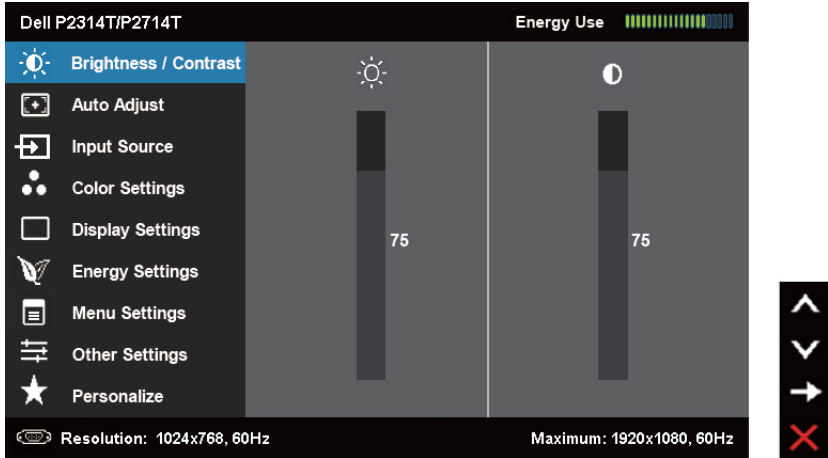 Dell P2314T/P2714T Energy Use
Brightness / Contrast
Auto Adjust
Input Source
Color Settings
Display Settings
75 75
Energy Settings
Menu Settings
Other Settings
Personalize
Resolution: 1024x768, 60Hz Maximum: 1920x1080, 60Hz